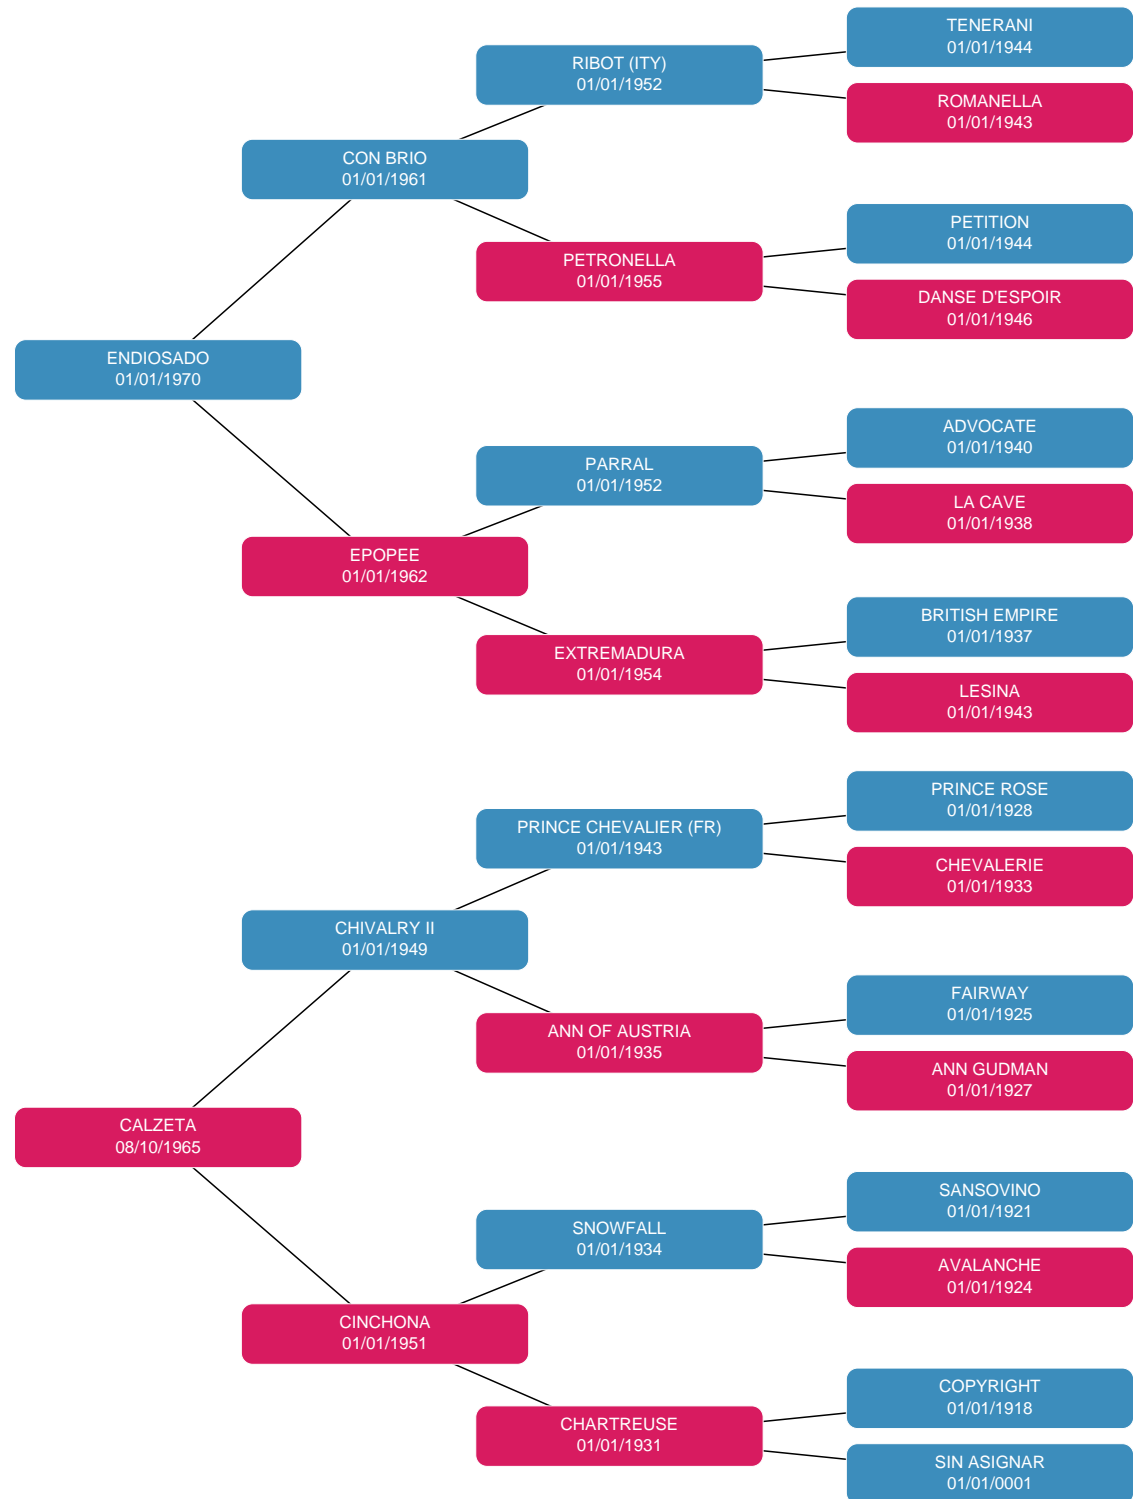 TENERANI
01/01/1944
RIBOT (ITY)
01/01/1952
ROMANELLA
01/01/1943
CON BRIO
01/01/1961
PETITION
01/01/1944
PETRONELLA
01/01/1955
DANSE D'ESPOIR
01/01/1946
ENDIOSADO
01/01/1970
ADVOCATE
01/01/1940
PARRAL
01/01/1952
LA CAVE
01/01/1938
EPOPEE
01/01/1962
BRITISH EMPIRE
01/01/1937
EXTREMADURA
01/01/1954
LESINA
01/01/1943
PRINCE ROSE
01/01/1928
PRINCE CHEVALIER (FR)
01/01/1943
CHEVALERIE
01/01/1933
CHIVALRY II
01/01/1949
FAIRWAY
01/01/1925
ANN OF AUSTRIA
01/01/1935
ANN GUDMAN
01/01/1927
CALZETA
08/10/1965
SANSOVINO
01/01/1921
SNOWFALL
01/01/1934
AVALANCHE
01/01/1924
CINCHONA
01/01/1951
COPYRIGHT
01/01/1918
CHARTREUSE
01/01/1931
SIN ASIGNAR
01/01/0001